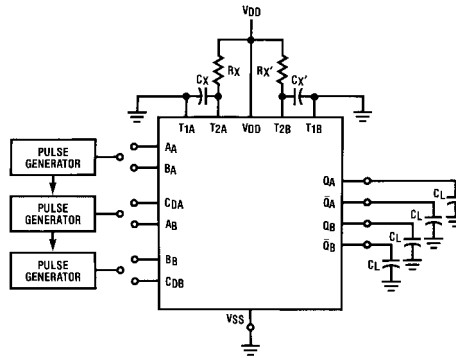 VDD
CX RX RX' CX'
T1A T2A VDD T2B T1B
PULSE GENERATOR
PULSE GENERATOR
PULSE GENERATOR
AA
BA
CDA
AB
BB
CDB
QA
Q̄A
QB
Q̄B
CL
CL
CL
CL
VSS